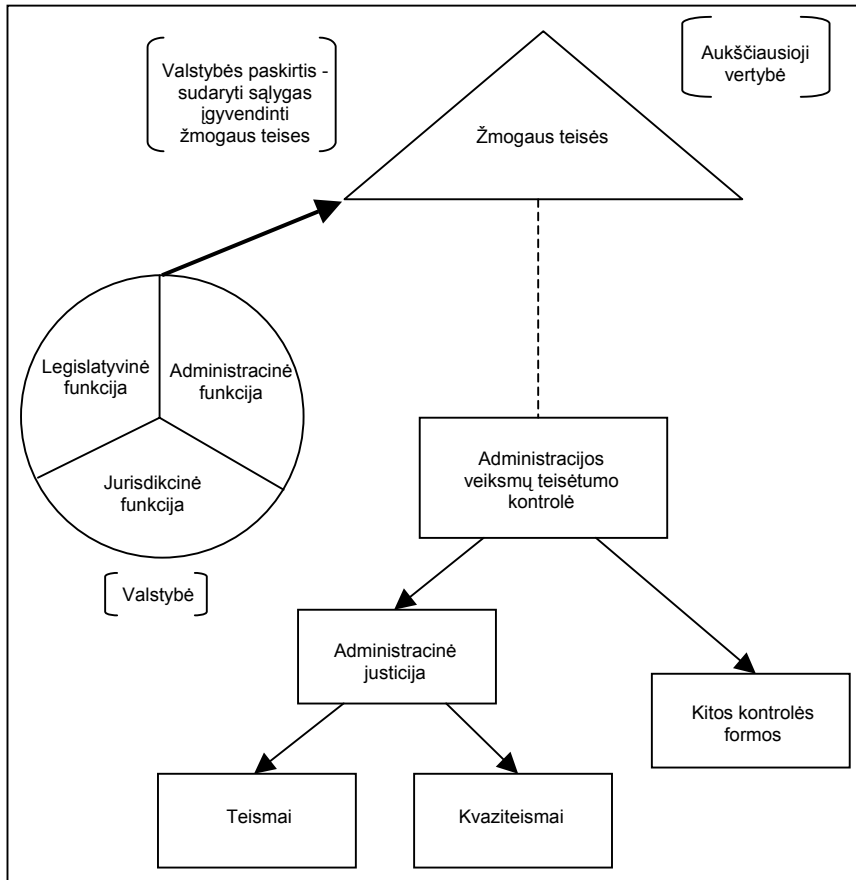 Valstybės paskirtis -
sudaryti sąlygas
įgyvendinti
žmogaus teises
Aukščiausioji
vertybė
Žmogaus teisės
Legislatyvinė
funkcija
Administracinė
funkcija
Jurisdikcinė
funkcija
Valstybė
Administracijos
veiksmų teisėtumo
kontrolė
Administracinė
justicija
Kitos kontrolės
formos
Teismai
Kvaziteismai